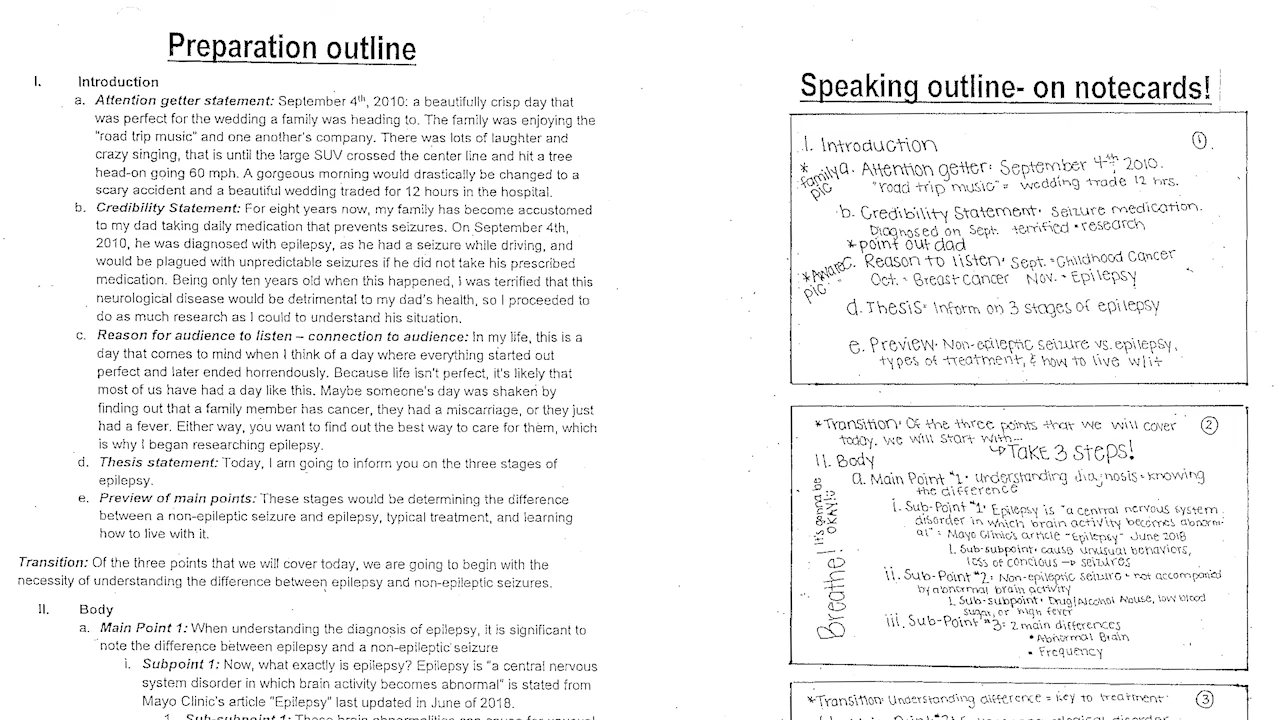 Preparation outline
I. Introduction
a. Attention getter statement: September 4th, 2010: a beautifully crisp day that
was perfect for the wedding a family was heading to. The family was enjoying the
"road trip music" and one another's company. There was lots of laughter and
crazy singing, that is until the large SUV crossed the center line and hit a tree
head-on going 60 mph. A gorgeous morning would drastically be changed to a
scary accident and a beautiful wedding traded for 12 hours in the hospital.
b. Credibility Statement: For eight years now, my family has become accustomed
to my dad taking daily medication that prevents seizures. On September 4th,
2010, he was diagnosed with epilepsy, as he had a seizure while driving, and
would be plagued with unpredictable seizures if he did not take his prescribed
medication. Being only ten years old when this happened, I was terrified that this
neurological disease would be detrimental to my dad's health, so I proceeded to
do as much research as I could to understand his situation.
c. Reason for audience to listen – connection to audience: In my life, this is a
day that comes to mind when I think of a day where everything started out
perfect and later ended horrendously. Because life isn't perfect, it's likely that
most of us have had a day like this. Maybe someone's day was shaken by
finding out that a family member has cancer, they had a miscarriage, or they just
had a fever. Either way, you want to find out the best way to care for them, which
is why I began researching epilepsy.
d. Thesis statement: Today, I am going to inform you on the three stages of
epilepsy.
e. Preview of main points: These stages would be determining the difference
between a non-epileptic seizure and epilepsy, typical treatment, and learning
how to live with it.
Transition: Of the three points that we will cover today, we are going to begin with the
necessity of understanding the difference between epilepsy and non-epileptic seizures.
II. Body
a. Main Point 1: When understanding the diagnosis of epilepsy, it is significant to
note the difference between epilepsy and a non-epileptic seizure
i. Subpoint 1: Now, what exactly is epilepsy? Epilepsy is "a central nervous
system disorder in which brain activity becomes abnormal" is stated from
Mayo Clinic's article "Epilepsy" last updated in June of 2018.
1. Sub-subpoint 1: These brain abnormalities can cause for unusual
Speaking outline- on notecards!
1
I. Introduction
*family pic
a. Attention getter: September 4th 2010.
"road trip music" = wedding trade 12 hrs.
b. Credibility Statement: Seizure medication.
Diagnosed on Sept. terrified • research
*point out dad
*Aware pic
c. Reason to listen: Sept. • Childhood Cancer
Oct. • Breast Cancer Nov. • Epilepsy
d. Thesis: Inform on 3 stages of epilepsy
e. Preview: Non-epileptic seizure vs. epilepsy,
types of treatment, & how to live w/it
2
*Transition: Of the three points that we will cover
today. we will start with...
↳ TAKE 3 STEPS!
II. Body
Breathe! It's gonna be OKAY!
a. Main Point #1: understanding diagnosis • knowing
the difference
i. Sub-Point #1: Epilepsy is "a central nervous system
disorder in which brain activity becomes abnorm-
al" = Mayo Clinic's article "Epilepsy" June 2018
1. Sub-subpoint: cause unusual behaviors,
loss of concious → seizures
ii. Sub-Point #2: Non-epileptic seizure • not accompanied
by abnormal brain activity
1. Sub-subpoint: Drug/Alcohol Abuse, low blood
sugar, or high fever
iii. Sub-Point #3: 2 main differences
• Abnormal Brain
• Frequency
3
*Transition: Understanding difference = key to treatment